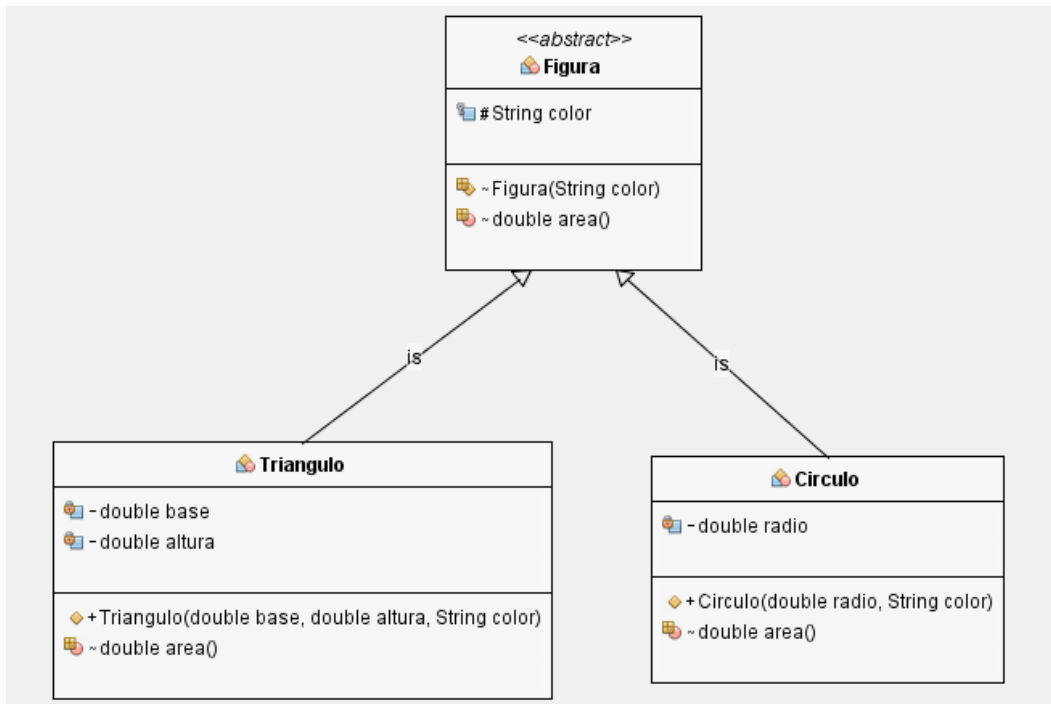 <<abstract>>
Figura
# String color
~ Figura(String color)
~ double area()
is
is
Triangulo
- double base
- double altura
+ Triangulo(double base, double altura, String color)
~ double area()
Circulo
- double radio
+ Circulo(double radio, String color)
~ double area()